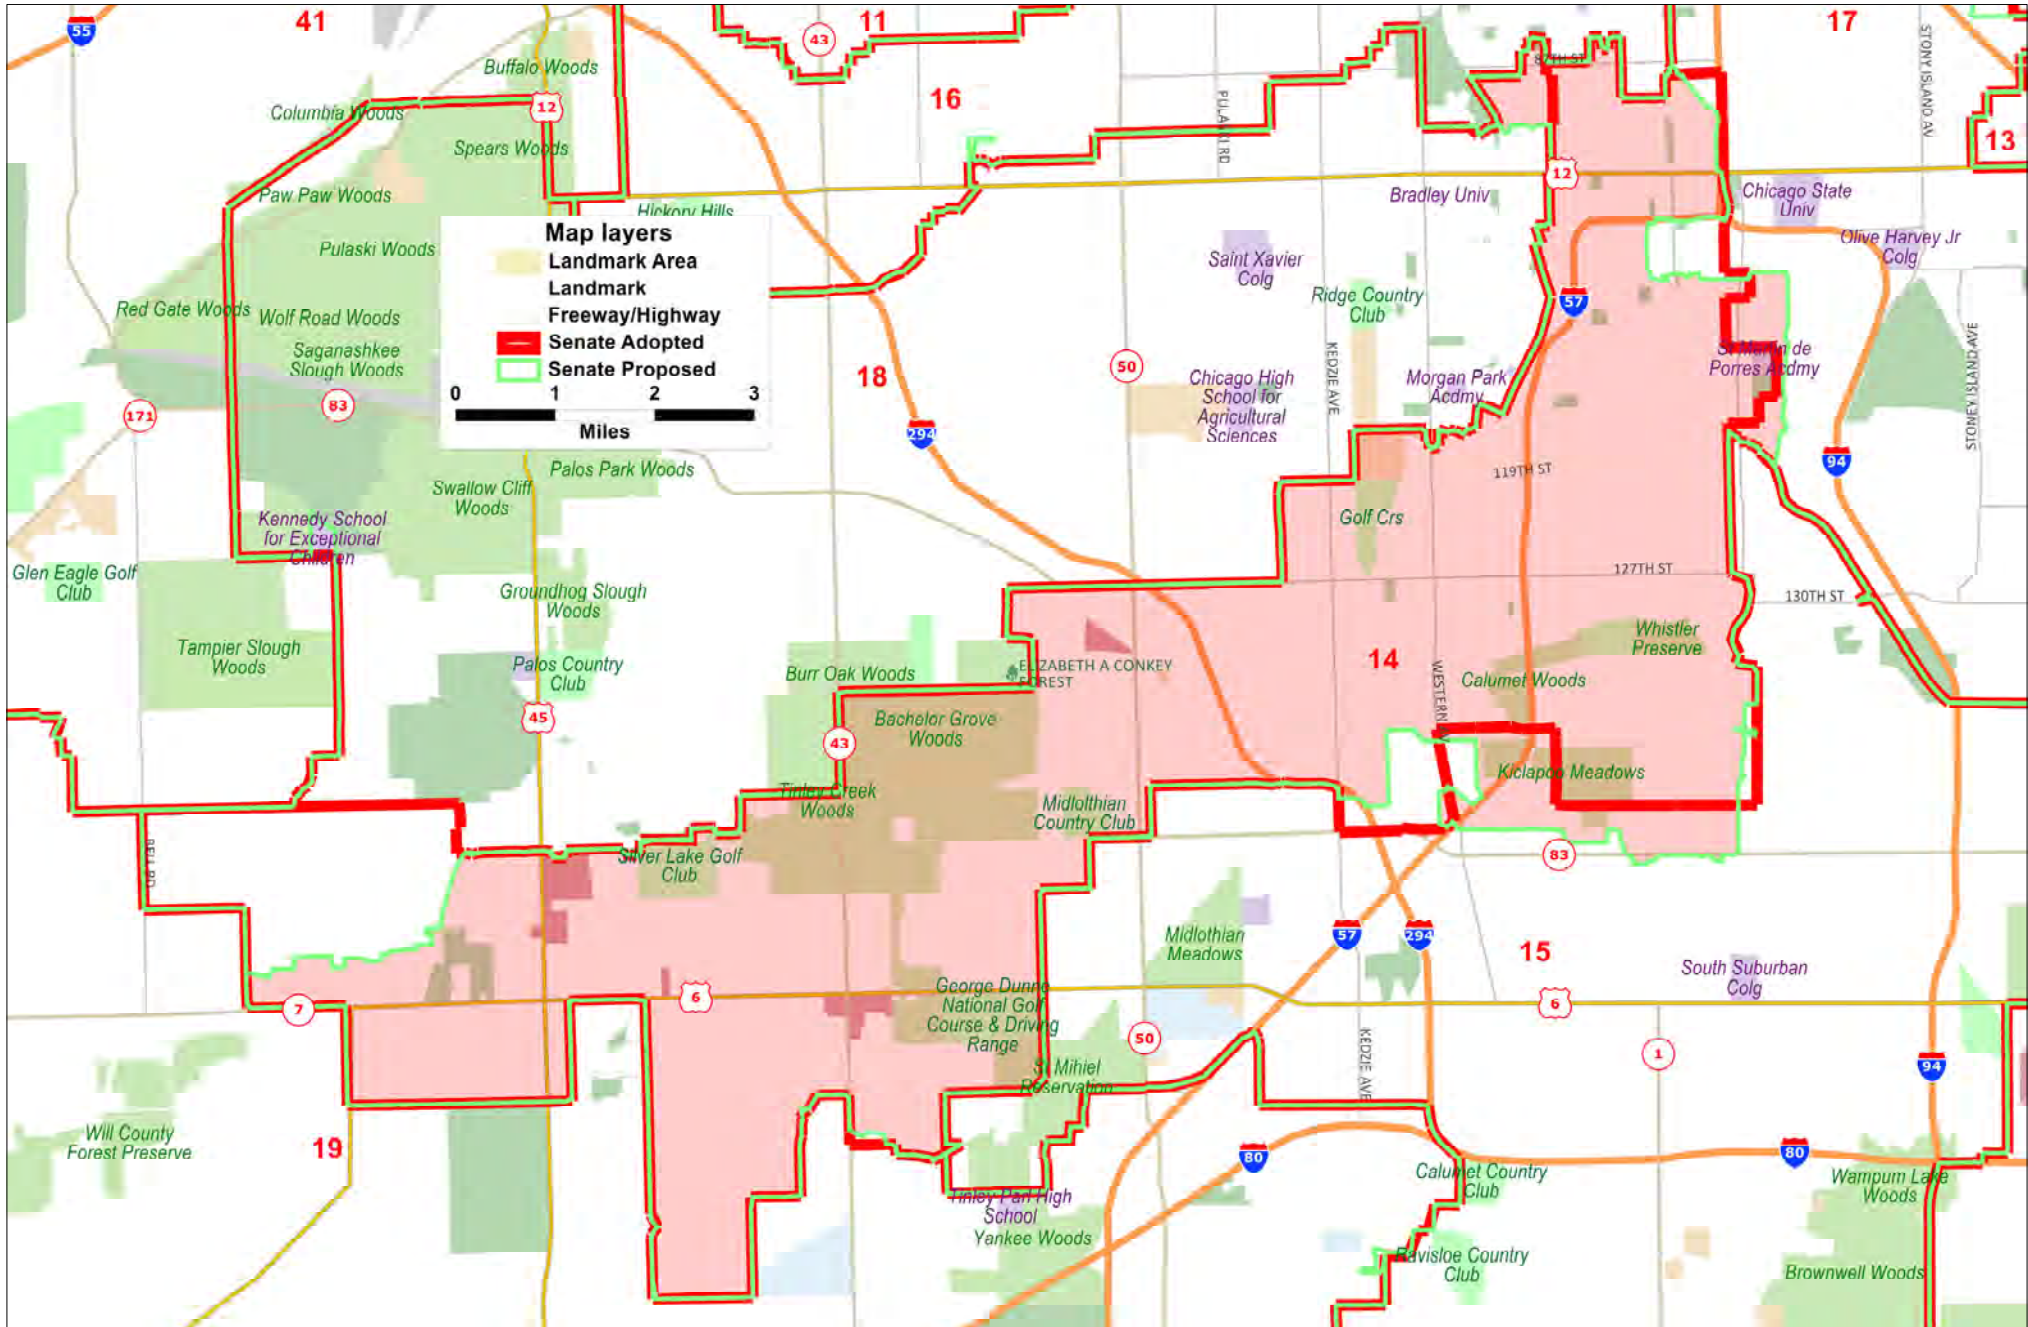 41
11
17
55
43
STONY ISLAND AV
Buffalo Woods
87TH ST
12
16
PULASKI RD
Columbia Woods
13
Spears Woods
12
Paw Paw Woods
Bradley Univ
Chicago State
Univ
Hickory Hills
Map layers
Landmark Area
Landmark
Freeway/Highway
Senate Adopted
Senate Proposed
0 1 2 3
Miles
Pulaski Woods
Olive Harvey Jr
Colg
Saint Xavier
Colg
Ridge Country
Club
57
Red Gate Woods
Wolf Road Woods
Saganashkee
Slough Woods
83
171
18
50
KEDZIE AVE
STONEY ISLAND AVE
St Martin de
Porres Acdmy
Chicago High
School for
Agricultural
Sciences
Morgan Park
Acdmy
294
94
119TH ST
Palos Park Woods
Swallow Cliff
Woods
Kennedy School
for Exceptional
Children
Golf Crs
Glen Eagle Golf
Club
127TH ST
130TH ST
Groundhog Slough
Woods
Tampier Slough
Woods
Whistler
Preserve
14
Palos Country
Club
Burr Oak Woods
ELIZABETH A CONKEY
FOREST
Calumet Woods
WESTERN AV
45
43
Bachelor Grove
Woods
Kiclapoo Meadows
Tinley Creek
Woods
Midlolthian
Country Club
BELL RD
Silver Lake Golf
Club
83
57
294
15
Midlothian
Meadows
South Suburban
Colg
7
6
6
George Dunne
National Golf
Course & Driving
Range
50
KEDZIE AVE
1
94
St Mihiel
Reservation
Will County
Forest Preserve
19
80
80
Calumet Country
Club
Wampum Lake
Woods
Tinley Park High
School
Yankee Woods
Ravisloe Country
Club
Brownwell Woods